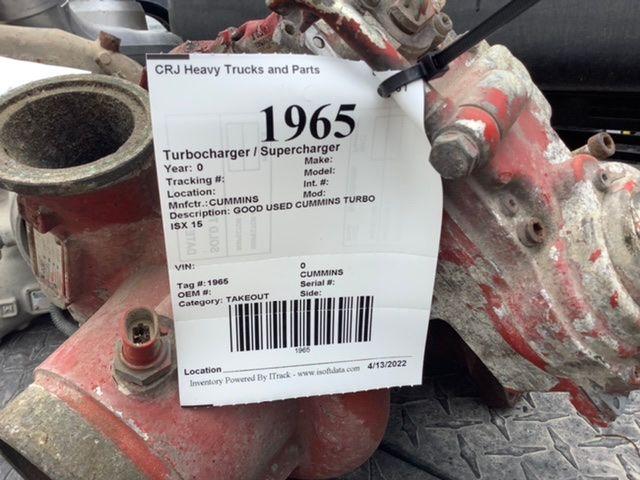 CRJ Heavy Trucks and Parts
1965
Turbocharger / Supercharger
Year: 0 Make:
Tracking #: Model:
Location: Int. #:
Mnfctr.: CUMMINS Mod:
Description: GOOD USED CUMMINS TURBO
ISX 15
VIN: 0
CUMMINS
Tag #: 1965 Serial #:
OEM #: Side:
Category: TAKEOUT
1965
Location
4/13/2022
Inventory Powered By ITrack - www.isoftdata.com